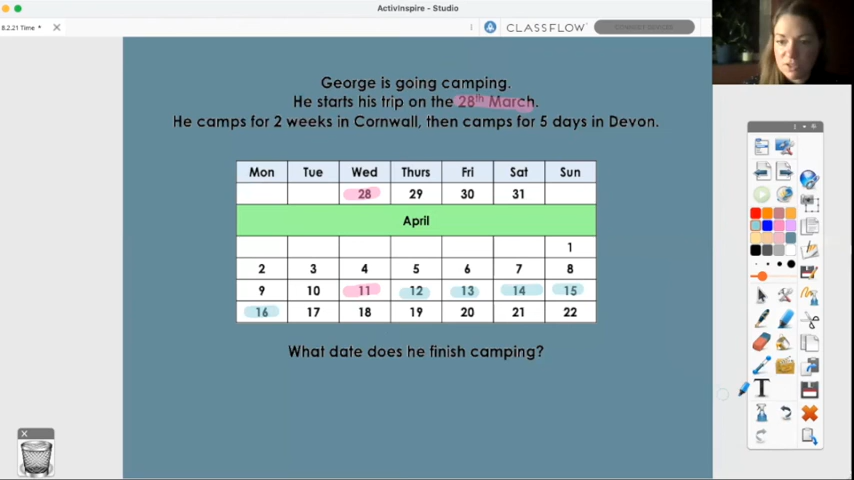 ActivInspire - Studio
8.2.21 Time *
CLASSFLOW
George is going camping.
He starts his trip on the 28th March.
He camps for 2 weeks in Cornwall, then camps for 5 days in Devon.
Mon Tue Wed Thurs Fri Sat Sun
28 29 30 31
April
1
2 3 4 5 6 7 8
9 10 11 12 13 14 15
16 17 18 19 20 21 22
What date does he finish camping?
T